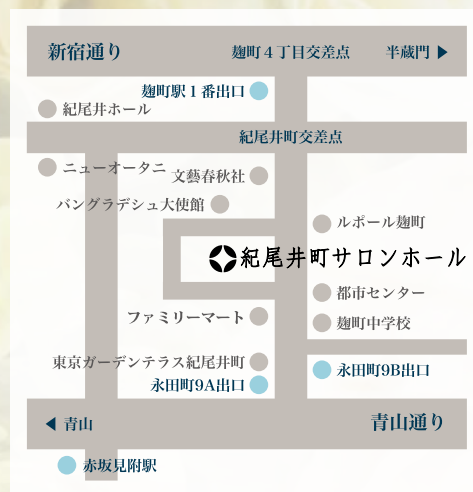 新宿通り
麹町4丁目交差点
半蔵門 ▶
麹町駅1番出口
紀尾井ホール
紀尾井町交差点
ニューオータニ
文藝春秋社
バングラデシュ大使館
ルポール麹町
紀尾井町サロンホール
都市センター
ファミリーマート
麹町中学校
東京ガーデンテラス紀尾井町
永田町9B出口
永田町9A出口
◀ 青山
青山通り
赤坂見附駅